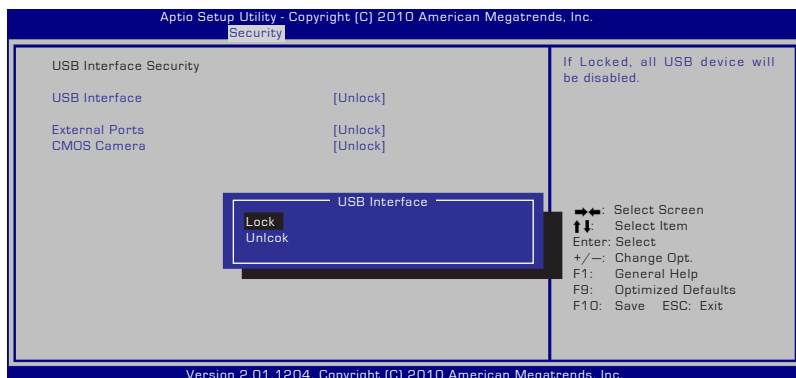 Aptio Setup Utility - Copyright (C) 2010 American Megatrends, Inc.
Security
USB Interface Security
USB Interface [Unlock]
External Ports [Unlock]
CMOS Camera [Unlock]
If Locked, all USB device will
be disabled.
USB Interface
Lock
Unlcok
→←: Select Screen
↑↓: Select Item
Enter: Select
+/—: Change Opt.
F1: General Help
F9: Optimized Defaults
F10: Save ESC: Exit
Version 2.01.1204. Copyright (C) 2010 American Megatrends, Inc.